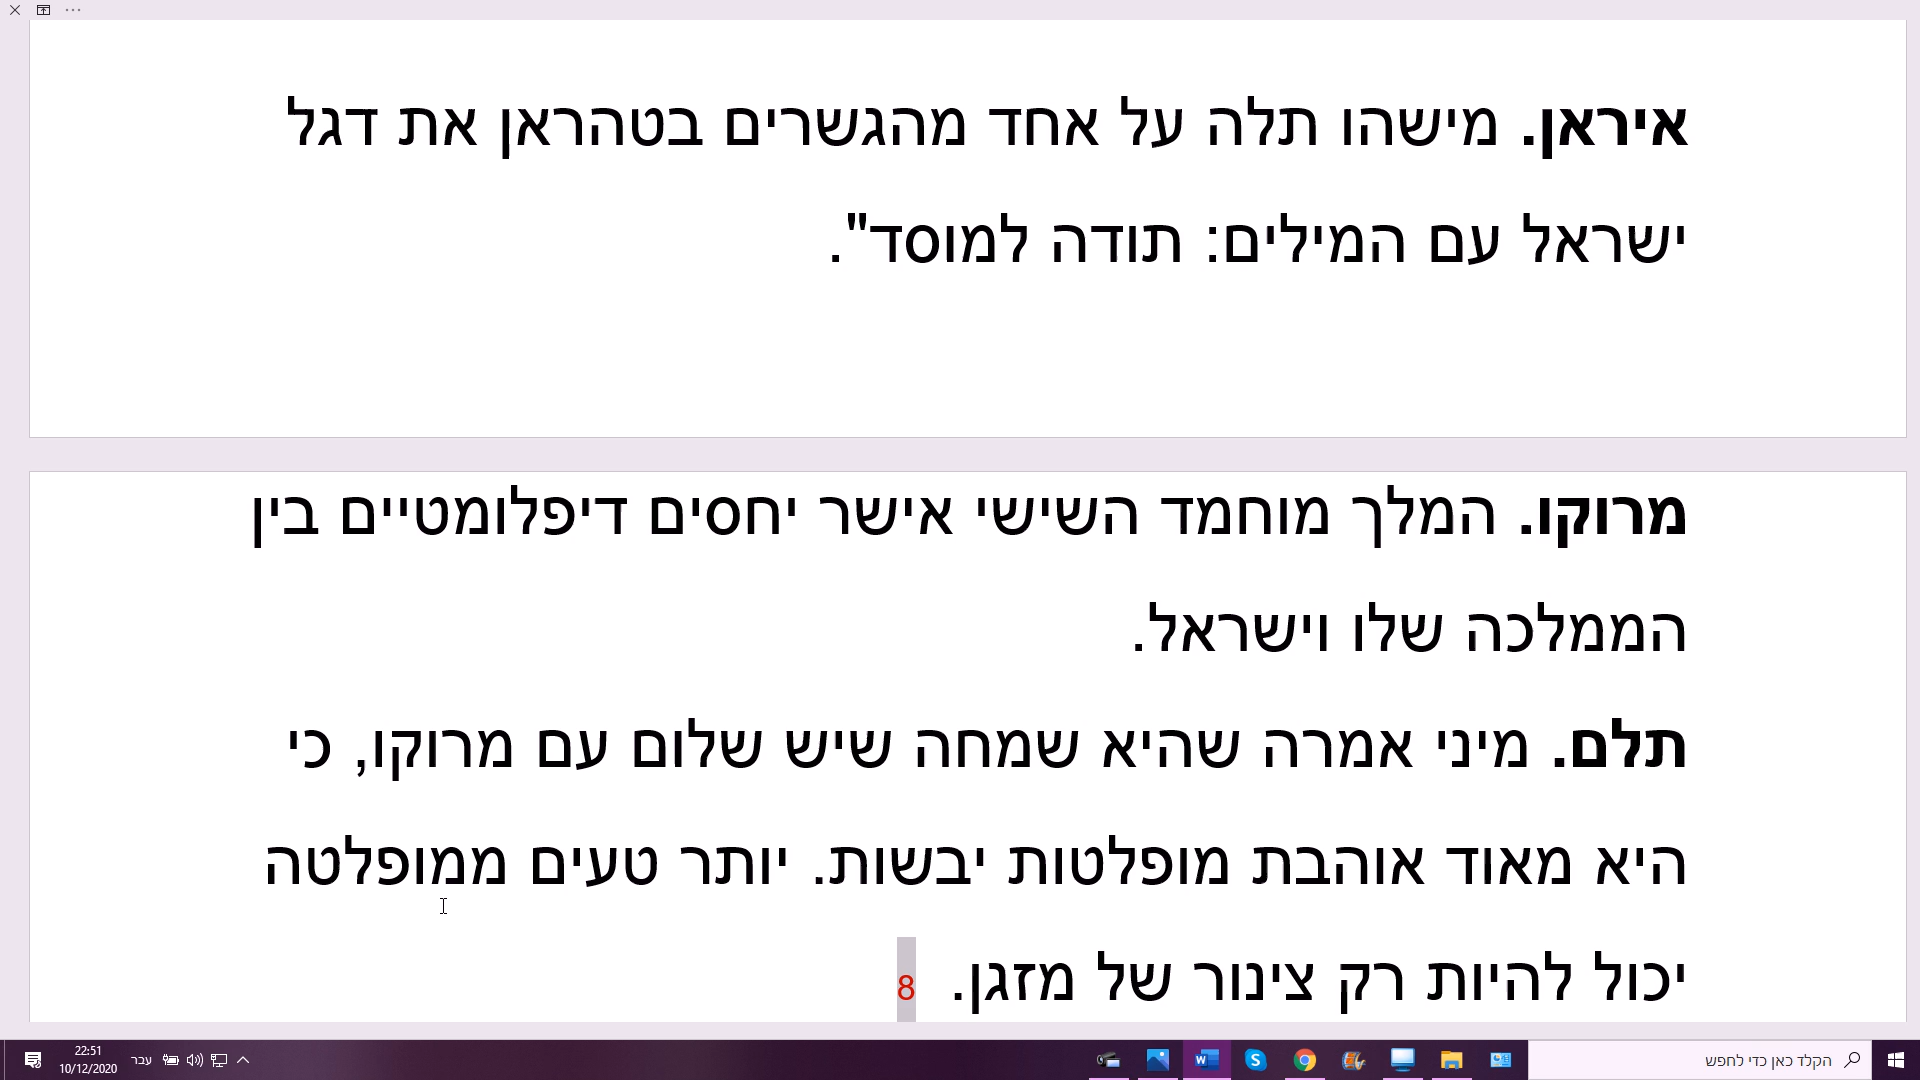 איראן. מישהו תלה על אחד מהגשרים בטהראן את דגל
ישראל עם המילים: תודה למוסד".
מרוקו. המלך מוחמד השישי אישר יחסים דיפלומטיים בין
הממלכה שלו וישראל.
תלם. מיני אמרה שהיא שמחה שיש שלום עם מרוקו, כי
היא מאוד אוהבת מופלטות יבשות. יותר טעים ממופלטה
יכול להיות רק צינור של מזגן. 8
הקלד כאן כדי לחפש
עבר
22:51
10/12/2020